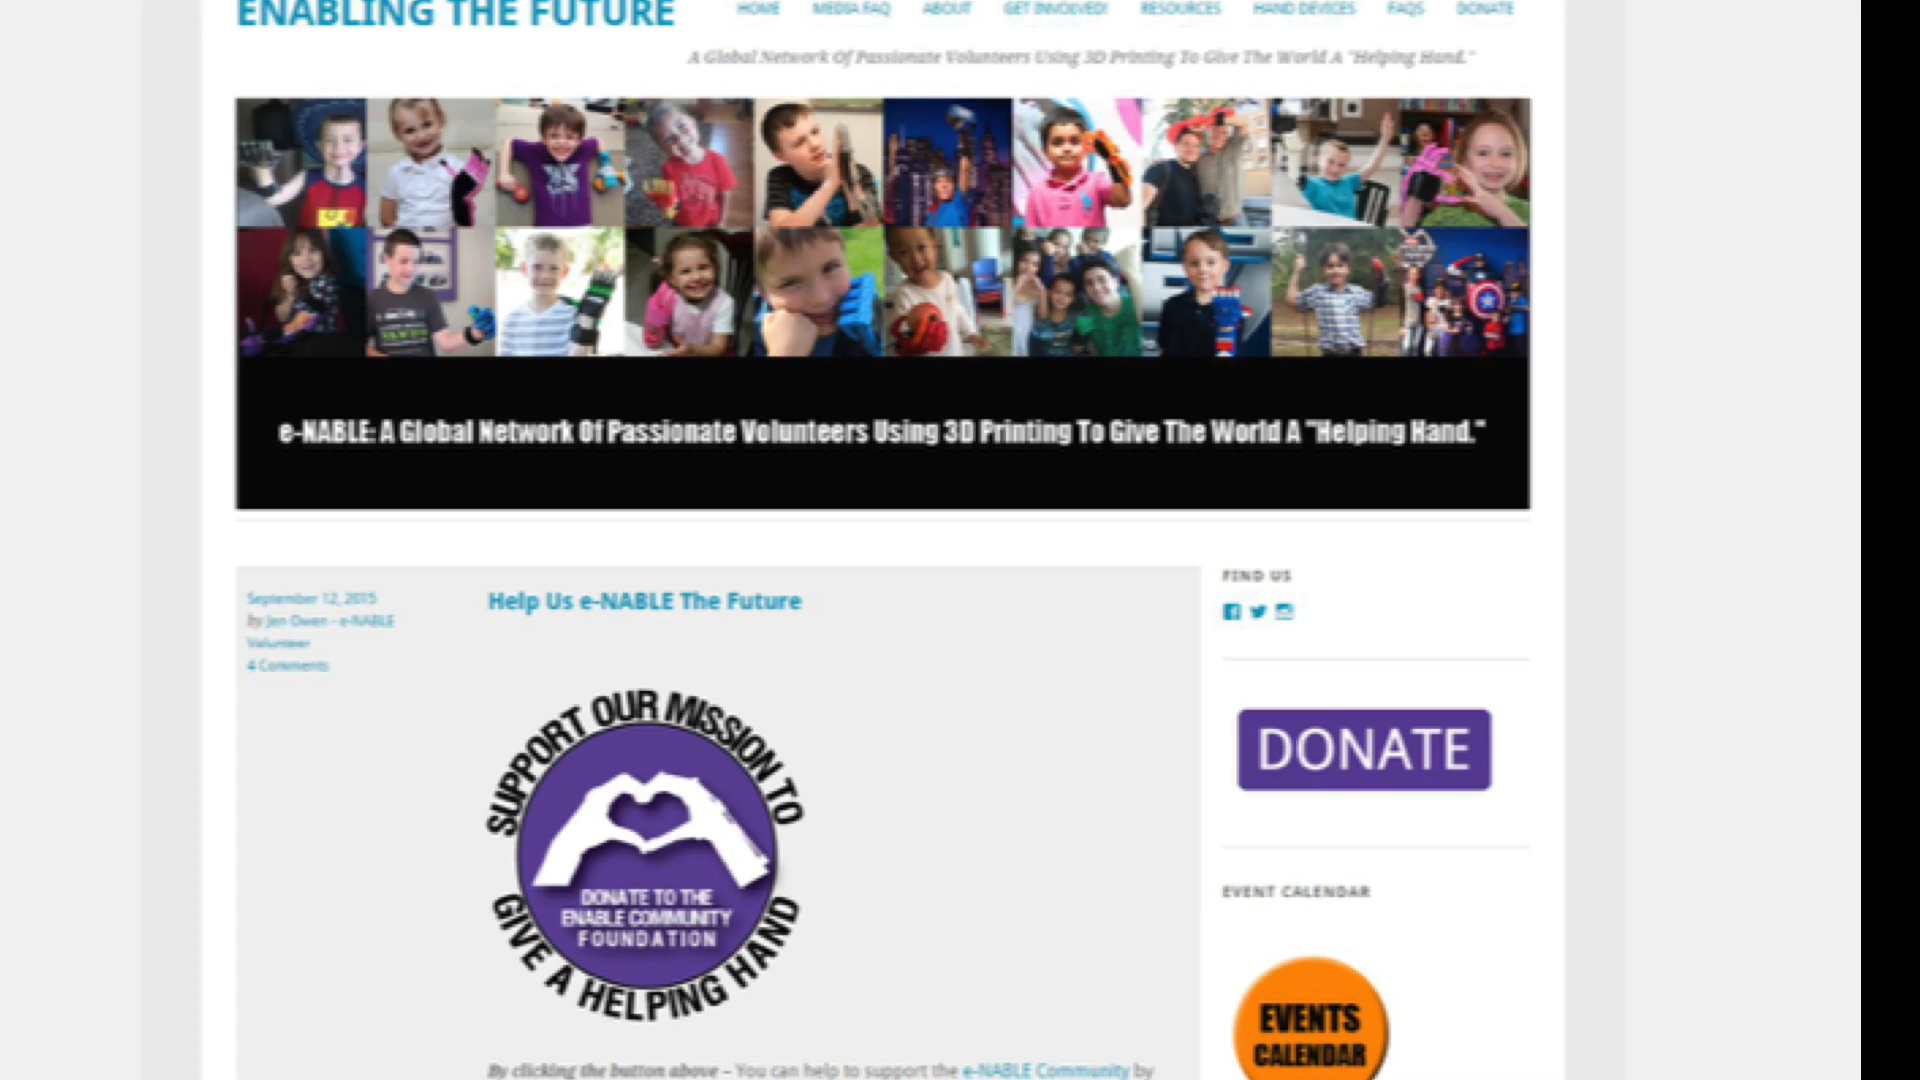 ENABLING THE FUTURE
HOME MEDIA FAQ ABOUT GET INVOLVED! RESOURCES HAND DEVICES FAQS DONATE
A Global Network Of Passionate Volunteers Using 3D Printing To Give The World A "Helping Hand."
e-NABLE: A Global Network Of Passionate Volunteers Using 3D Printing To Give The World A "Helping Hand."
September 12, 2015
by Jen Owen - e-NABLE
Volunteer
4 Comments
Help Us e-NABLE The Future
SUPPORT OUR MISSION TO
DONATE TO THE
ENABLE COMMUNITY
FOUNDATION
GIVE A HELPING HAND
By clicking the button above – You can help to support the e-NABLE Community by
FIND US
DONATE
EVENT CALENDAR
EVENTS
CALENDAR